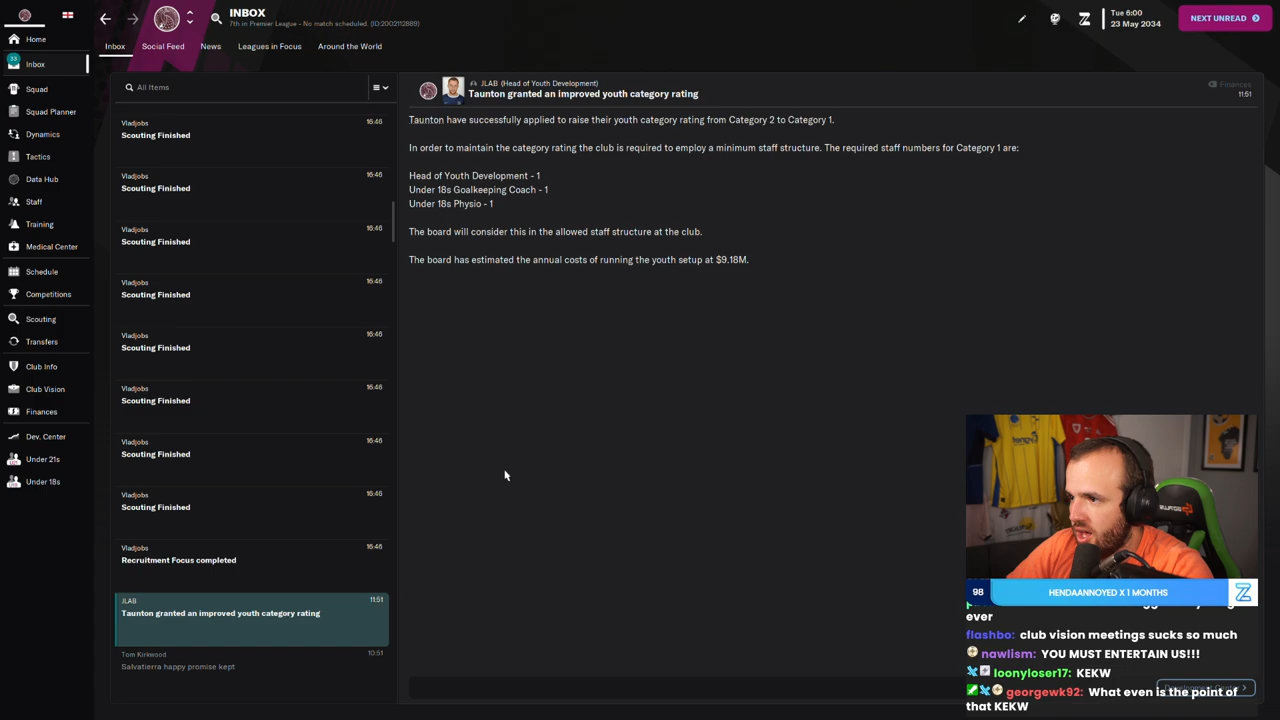 INBOX
7th in Premier League - No match scheduled. (ID:2002112889)
Tue 6:00
23 May 2034
NEXT UNREAD
Inbox
Social Feed
News
Leagues in Focus
Around the World
Home
33
Inbox
Squad
Squad Planner
Dynamics
Tactics
Data Hub
Staff
Training
Medical Center
Schedule
Competitions
Scouting
Transfers
Club Info
Club Vision
Finances
Dev. Center
Under 21s
Under 18s
All Items
Vladjobs 16:46
Scouting Finished
Vladjobs 16:46
Scouting Finished
Vladjobs 16:46
Scouting Finished
Vladjobs 16:46
Scouting Finished
Vladjobs 16:46
Scouting Finished
Vladjobs 16:46
Scouting Finished
Vladjobs 16:46
Scouting Finished
Vladjobs 16:46
Scouting Finished
Vladjobs 16:46
Recruitment Focus completed
JLAB 11:51
Taunton granted an improved youth category rating
Tom Kirkwood 10:51
Salvatierra happy promise kept
JLAB (Head of Youth Development)
Taunton granted an improved youth category rating
Finances
11:51
Taunton have successfully applied to raise their youth category rating from Category 2 to Category 1.
In order to maintain the category rating the club is required to employ a minimum staff structure. The required staff numbers for Category 1 are:
Head of Youth Development - 1
Under 18s Goalkeeping Coach - 1
Under 18s Physio - 1
The board will consider this in the allowed staff structure at the club.
The board has estimated the annual costs of running the youth setup at $9.18M.
98 HENDAANNOYED X 1 MONTHS
ever
flashbo: club vision meetings sucks so much
nawlism: YOU MUST ENTERTAIN US!!!
loonyloser17: KEKW
georgewk92: What even is the point of
that KEKW